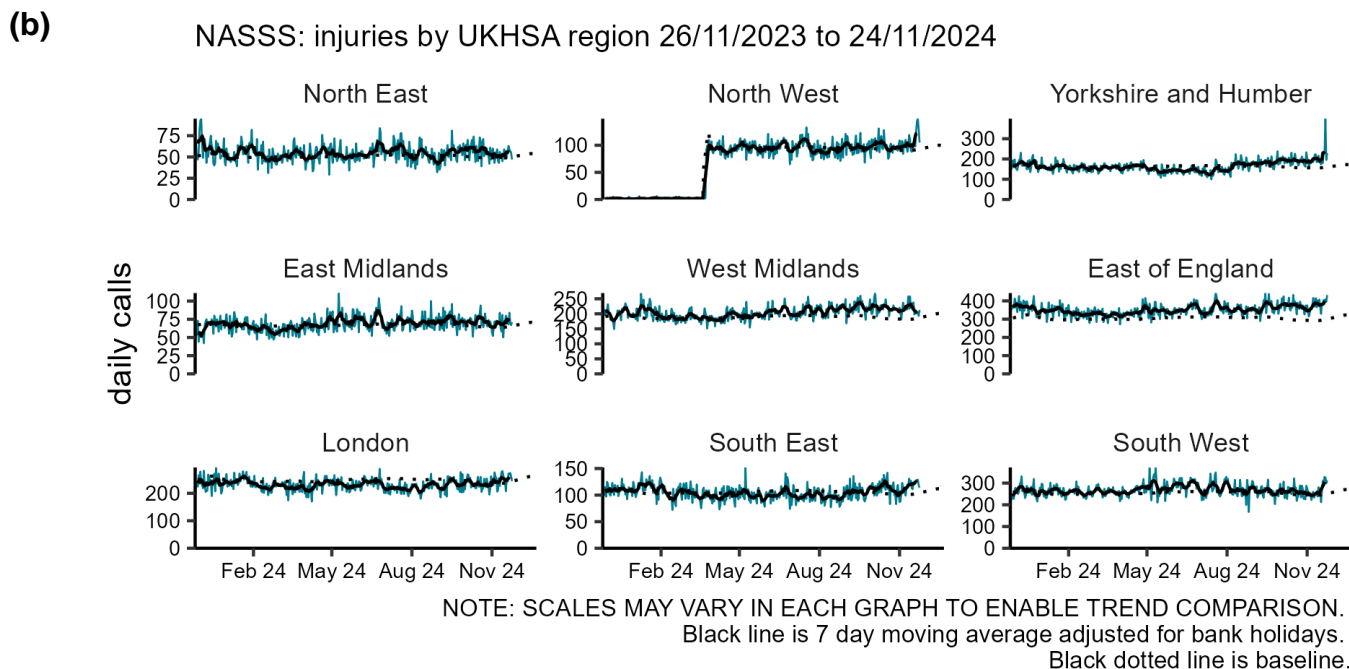 (b)
NASSS: injuries by UKHSA region 26/11/2023 to 24/11/2024
North East
North West
Yorkshire and Humber
75
50
25
0
100
50
0
300
200
100
0
daily calls
East Midlands
West Midlands
East of England
100
75
50
25
0
250
200
150
100
50
0
400
300
200
100
0
London
South East
South West
200
100
0
150
100
50
0
300
200
100
0
Feb 24 May 24 Aug 24 Nov 24
Feb 24 May 24 Aug 24 Nov 24
Feb 24 May 24 Aug 24 Nov 24
NOTE: SCALES MAY VARY IN EACH GRAPH TO ENABLE TREND COMPARISON.
Black line is 7 day moving average adjusted for bank holidays.
Black dotted line is baseline.